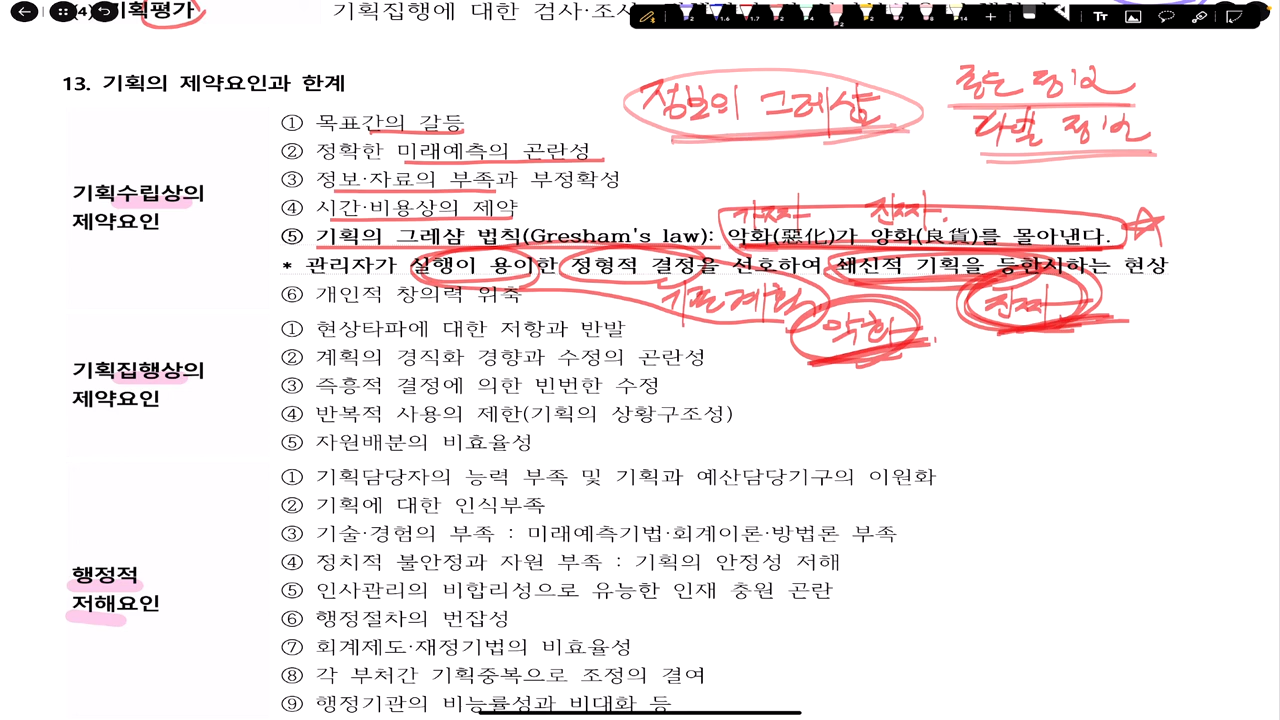 (4) 기획평가
기획집행에 대한 검사·조사
13. 기획의 제약요인과 한계
정보의 그레샴
좋은 정보
나쁜 정보
기획수립상의
제약요인
① 목표간의 갈등
② 정확한 미래예측의 곤란성
③ 정보·자료의 부족과 부정확성
④ 시간·비용상의 제약
가짜 진짜
⑤ 기획의 그레샴 법칙(Gresham's law): 악화(惡化)가 양화(良貨)를 몰아낸다.
* 관리자가 실행이 용이한 정형적 결정을 선호하여 쇄신적 기획을 등한시하는 현상
⑥ 개인적 창의력 위축
악화
진짜
기획집행상의
제약요인
① 현상타파에 대한 저항과 반발
② 계획의 경직화 경향과 수정의 곤란성
③ 즉흥적 결정에 의한 빈번한 수정
④ 반복적 사용의 제한(기획의 상황구조성)
⑤ 자원배분의 비효율성
행정적
저해요인
① 기획담당자의 능력 부족 및 기획과 예산담당기구의 이원화
② 기획에 대한 인식부족
③ 기술·경험의 부족 : 미래예측기법·회계이론·방법론 부족
④ 정치적 불안정과 자원 부족 : 기획의 안정성 저해
⑤ 인사관리의 비합리성으로 유능한 인재 충원 곤란
⑥ 행정절차의 번잡성
⑦ 회계제도·재정기법의 비효율성
⑧ 각 부처간 기획중복으로 조정의 결여
⑨ 행정기관의 비능률성과 비대화 등